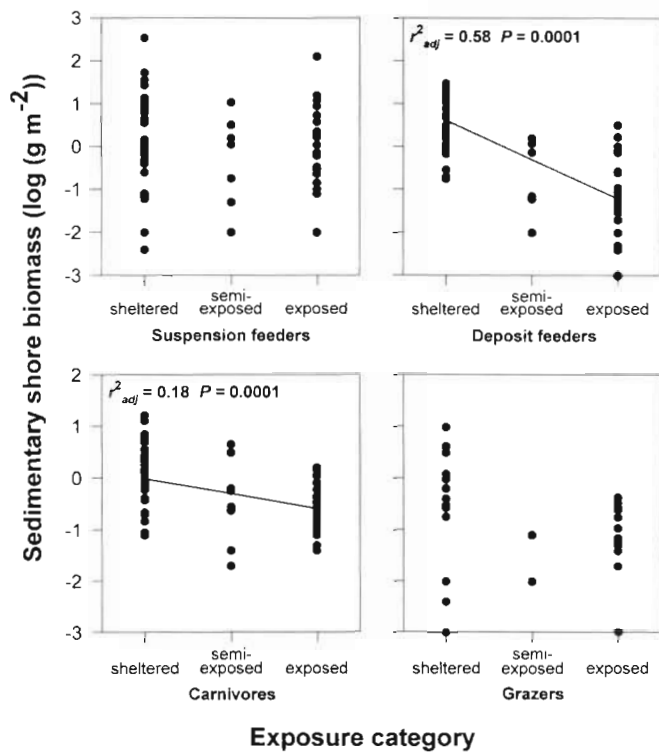 Sedimentary shore biomass (log (g m⁻²))
3
2
1
0
-1
-2
-3
sheltered
semi-
exposed
exposed
Suspension feeders
r²adj = 0.58 P = 0.0001
sheltered
semi-
exposed
exposed
Deposit feeders
2
1
0
-1
-2
-3
r²adj = 0.18 P = 0.0001
sheltered
semi-
exposed
exposed
Carnivores
sheltered
semi-
exposed
exposed
Grazers
Exposure category